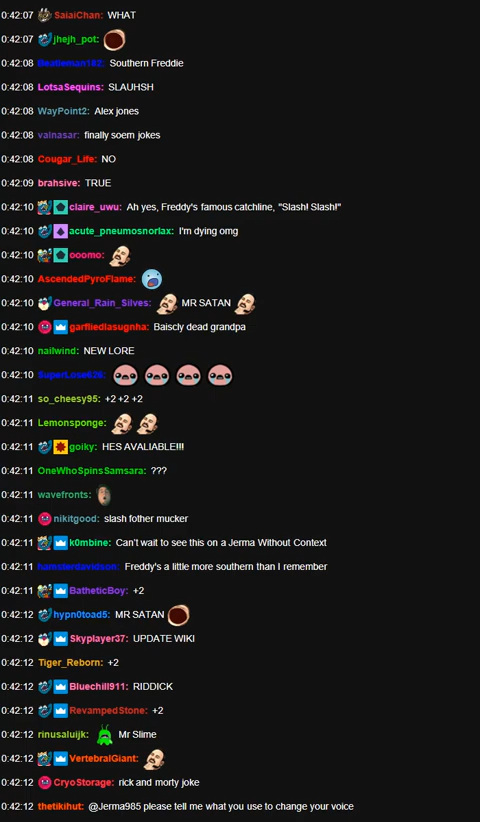 0:42:07 SaiaiChan: WHAT
0:42:07 jhejh_pot:
0:42:08 Beatleman182: Southern Freddie
0:42:08 LotsaSequins: SLAUHSH
0:42:08 WayPoint2: Alex jones
0:42:08 valnasar: finally soem jokes
0:42:08 Cougar_Life: NO
0:42:09 brahsive: TRUE
0:42:10 claire_uwu: Ah yes, Freddy's famous catchline, "Slash! Slash!"
0:42:10 acute_pneumosnorlax: I'm dying omg
0:42:10 ooomo:
0:42:10 AscendedPyroFlame:
0:42:10 General_Rain_Silves: MR SATAN
0:42:10 garfliedlasugnha: Baiscly dead grandpa
0:42:10 nailwind: NEW LORE
0:42:10 SuperLose626:
0:42:11 so_cheesy95: +2 +2 +2
0:42:11 Lemonsponge:
0:42:11 goiky: HES AVALIABLE!!!
0:42:11 OneWhoSpinsSamsara: ???
0:42:11 wavefronts:
0:42:11 nikitgood: slash fother mucker
0:42:11 k0mbine: Can't wait to see this on a Jerma Without Context
0:42:11 hamsterdavidson: Freddy's a little more southern than I remember
0:42:11 BatheticBoy: +2
0:42:12 hypn0toad5: MR SATAN
0:42:12 Skyplayer37: UPDATE WIKI
0:42:12 Tiger_Reborn: +2
0:42:12 Bluechill911: RIDDICK
0:42:12 RevampedStone: +2
0:42:12 rinusaluijk: Mr Slime
0:42:12 VertebralGiant:
0:42:12 CryoStorage: rick and morty joke
0:42:12 thetikihut: @Jerma985 please tell me what you use to change your voice